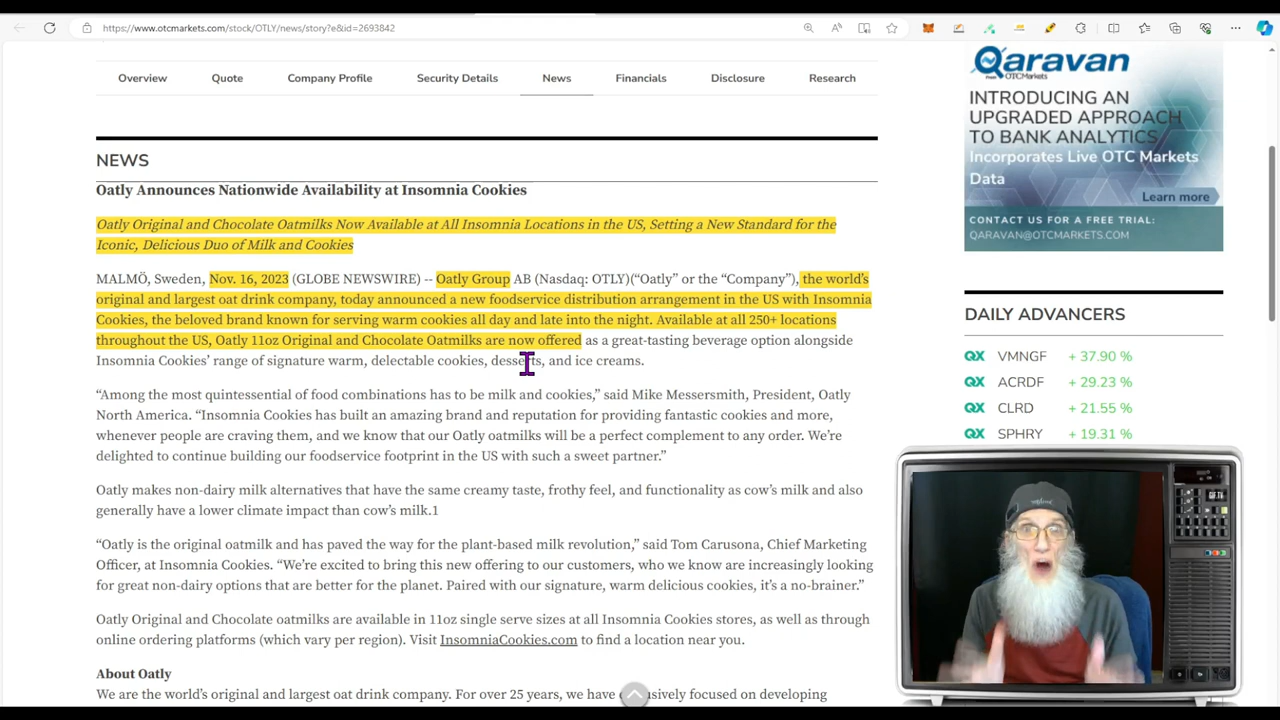 https://www.otcmarkets.com/stock/OTLY/news/story?e&id=2693842
Overview Quote Company Profile Security Details News Financials Disclosure Research
NEWS
Oatly Announces Nationwide Availability at Insomnia Cookies
Oatly Original and Chocolate Oatmilks Now Available at All Insomnia Locations in the US, Setting a New Standard for the
Iconic, Delicious Duo of Milk and Cookies
MALMÖ, Sweden, Nov. 16, 2023 (GLOBE NEWSWIRE) -- Oatly Group AB (Nasdaq: OTLY)(“Oatly” or the “Company”), the world’s
original and largest oat drink company, today announced a new foodservice distribution arrangement in the US with Insomnia
Cookies, the beloved brand known for serving warm cookies all day and late into the night. Available at all 250+ locations
throughout the US, Oatly 11oz Original and Chocolate Oatmilks are now offered as a great-tasting beverage option alongside
Insomnia Cookies’ range of signature warm, delectable cookies, desserts, and ice creams.
“Among the most quintessential of food combinations has to be milk and cookies,” said Mike Messersmith, President, Oatly
North America. “Insomnia Cookies has built an amazing brand and reputation for providing fantastic cookies and more,
whenever people are craving them, and we know that our Oatly oatmilks will be a perfect complement to any order. We’re
delighted to continue building our foodservice footprint in the US with such a sweet partner.”
Oatly makes non-dairy milk alternatives that have the same creamy taste, frothy feel, and functionality as cow’s milk and also
generally have a lower climate impact than cow’s milk.1
“Oatly is the original oatmilk and has paved the way for the plant-based milk revolution,” said Tom Carusona, Chief Marketing
Officer, at Insomnia Cookies. “We’re excited to bring this new offering to our customers, who we know are increasingly looking
for great non-dairy options that are better for the planet. Paired with our signature, warm delicious cookies, it’s a no-brainer.”
Oatly Original and Chocolate oatmilks are available in 11oz single-serve sizes at all Insomnia Cookies stores, as well as through
online ordering platforms (which vary per region). Visit InsomniaCookies.com to find a location near you.
About Oatly
We are the world’s original and largest oat drink company. For over 25 years, we have exclusively focused on developing
Qaravan
OTCMarkets
INTRODUCING AN
UPGRADED APPROACH
TO BANK ANALYTICS
Incorporates Live OTC Markets
Data
Learn more
CONTACT US FOR A FREE TRIAL:
QARAVAN@OTCMARKETS.COM
DAILY ADVANCERS
QX VMNGF + 37.90 %
QX ACRDF + 29.23 %
QX CLRD + 21.55 %
QX SPHRY + 19.31 %